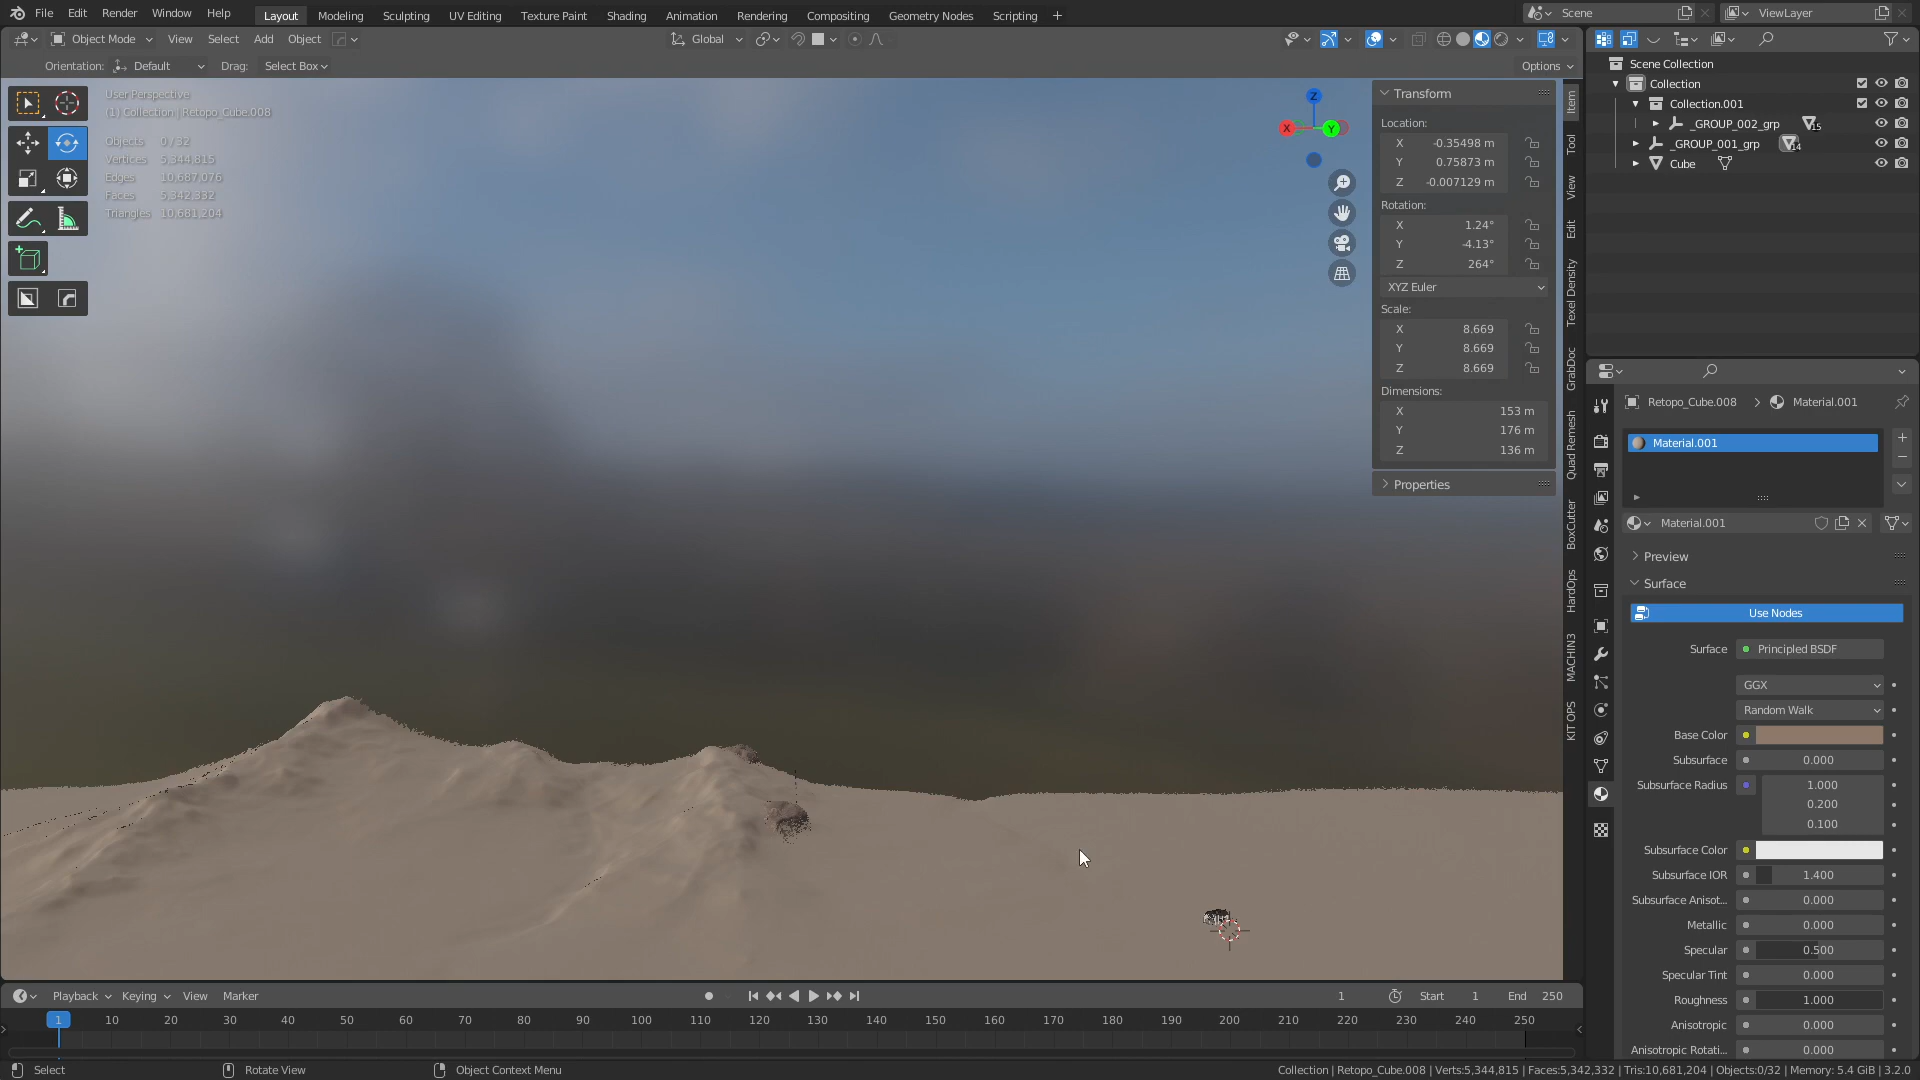 File Edit Render Window Help Layout Modeling Sculpting UV Editing Texture Paint Shading Animation Rendering Compositing Geometry Nodes Scripting + Scene ViewLayer
Object Mode View Select Add Object Global
Orientation: Default Drag: Select Box Options
User Perspective
(1) Collection | Retopo_Cube.008
Objects 0/32
Vertices 5,344,815
Edges 10,687,076
Faces 5,342,332
Triangles 10,681,204
Z
X
Y
Transform
Location:
X -0.35498 m
Y 0.75873 m
Z -0.007129 m
Rotation:
X 1.24°
Y -4.13°
Z 264°
XYZ Euler
Scale:
X 8.669
Y 8.669
Z 8.669
Dimensions:
X 153 m
Y 176 m
Z 136 m
Properties
Item
Tool
View
Edit
Texel Density
GrabDoc
Quad Remesh
BoxCutter
HardOps
MACHIN3
KIT OPS
Scene Collection
Collection
Collection.001
_GROUP_002_grp 15
_GROUP_001_grp 14
Cube
Retopo_Cube.008 > Material.001
Material.001
Material.001
Preview
Surface
Use Nodes
Surface Principled BSDF
GGX
Random Walk
Base Color
Subsurface 0.000
Subsurface Radius 1.000
0.200
0.100
Subsurface Color
Subsurface IOR 1.400
Subsurface Anisot... 0.000
Metallic 0.000
Specular 0.500
Specular Tint 0.000
Roughness 1.000
Anisotropic 0.000
Anisotropic Rotati... 0.000
Playback Keying View Marker 1 Start 1 End 250
1 10 20 30 40 50 60 70 80 90 100 110 120 130 140 150 160 170 180 190 200 210 220 230 240 250
Select Rotate View Object Context Menu Collection | Retopo_Cube.008 | Verts:5,344,815 | Faces:5,342,332 | Tris:10,681,204 | Objects:0/32 | Memory: 5.4 GiB | 3.2.0